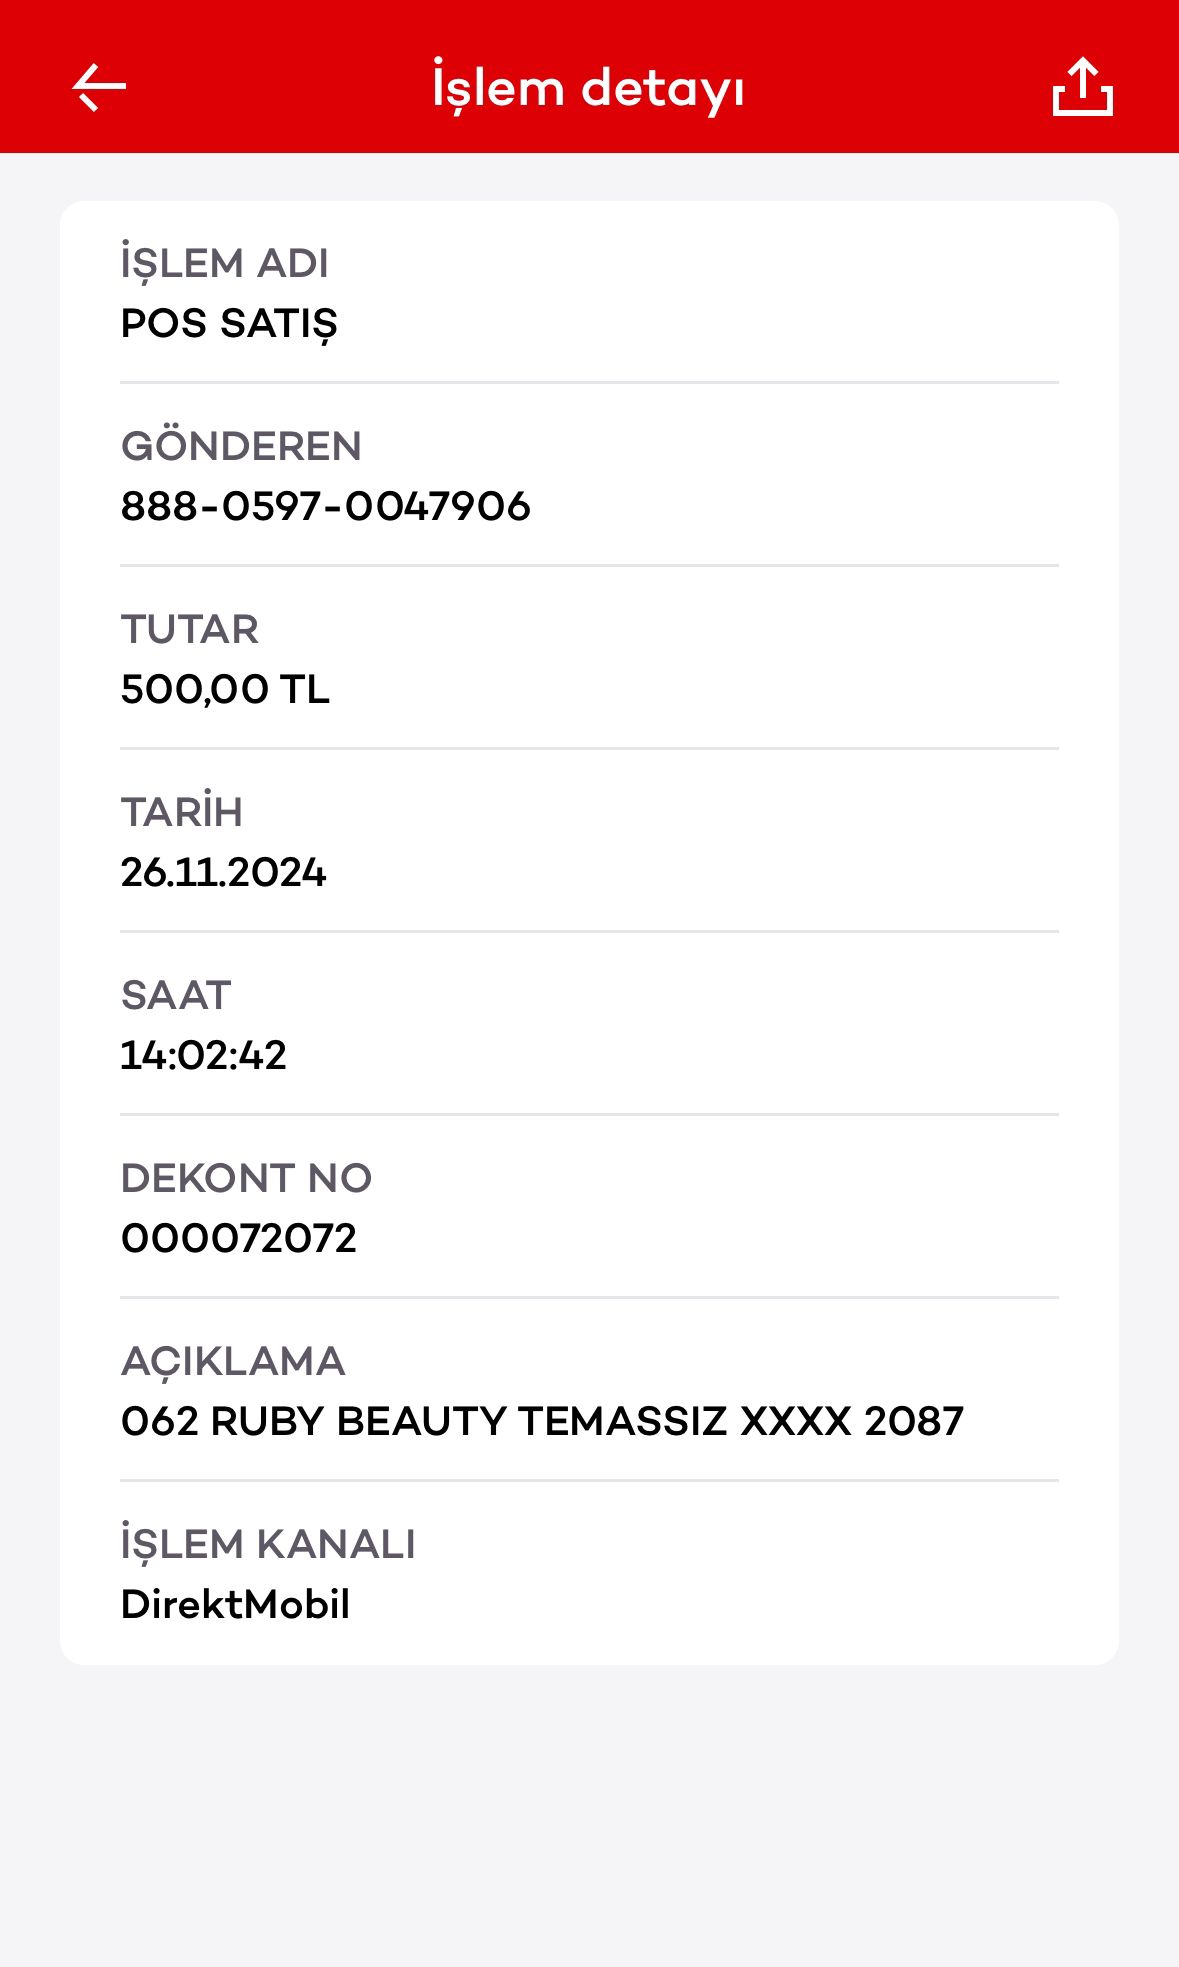 İşlem detayı
İŞLEM ADI
POS SATIŞ
GÖNDEREN
888-0597-0047906
TUTAR
500,00 TL
TARİH
26.11.2024
SAAT
14:02:42
DEKONT NO
000072072
AÇIKLAMA
062 RUBY BEAUTY TEMASSIZ XXXX 2087
İŞLEM KANALI
DirektMobil